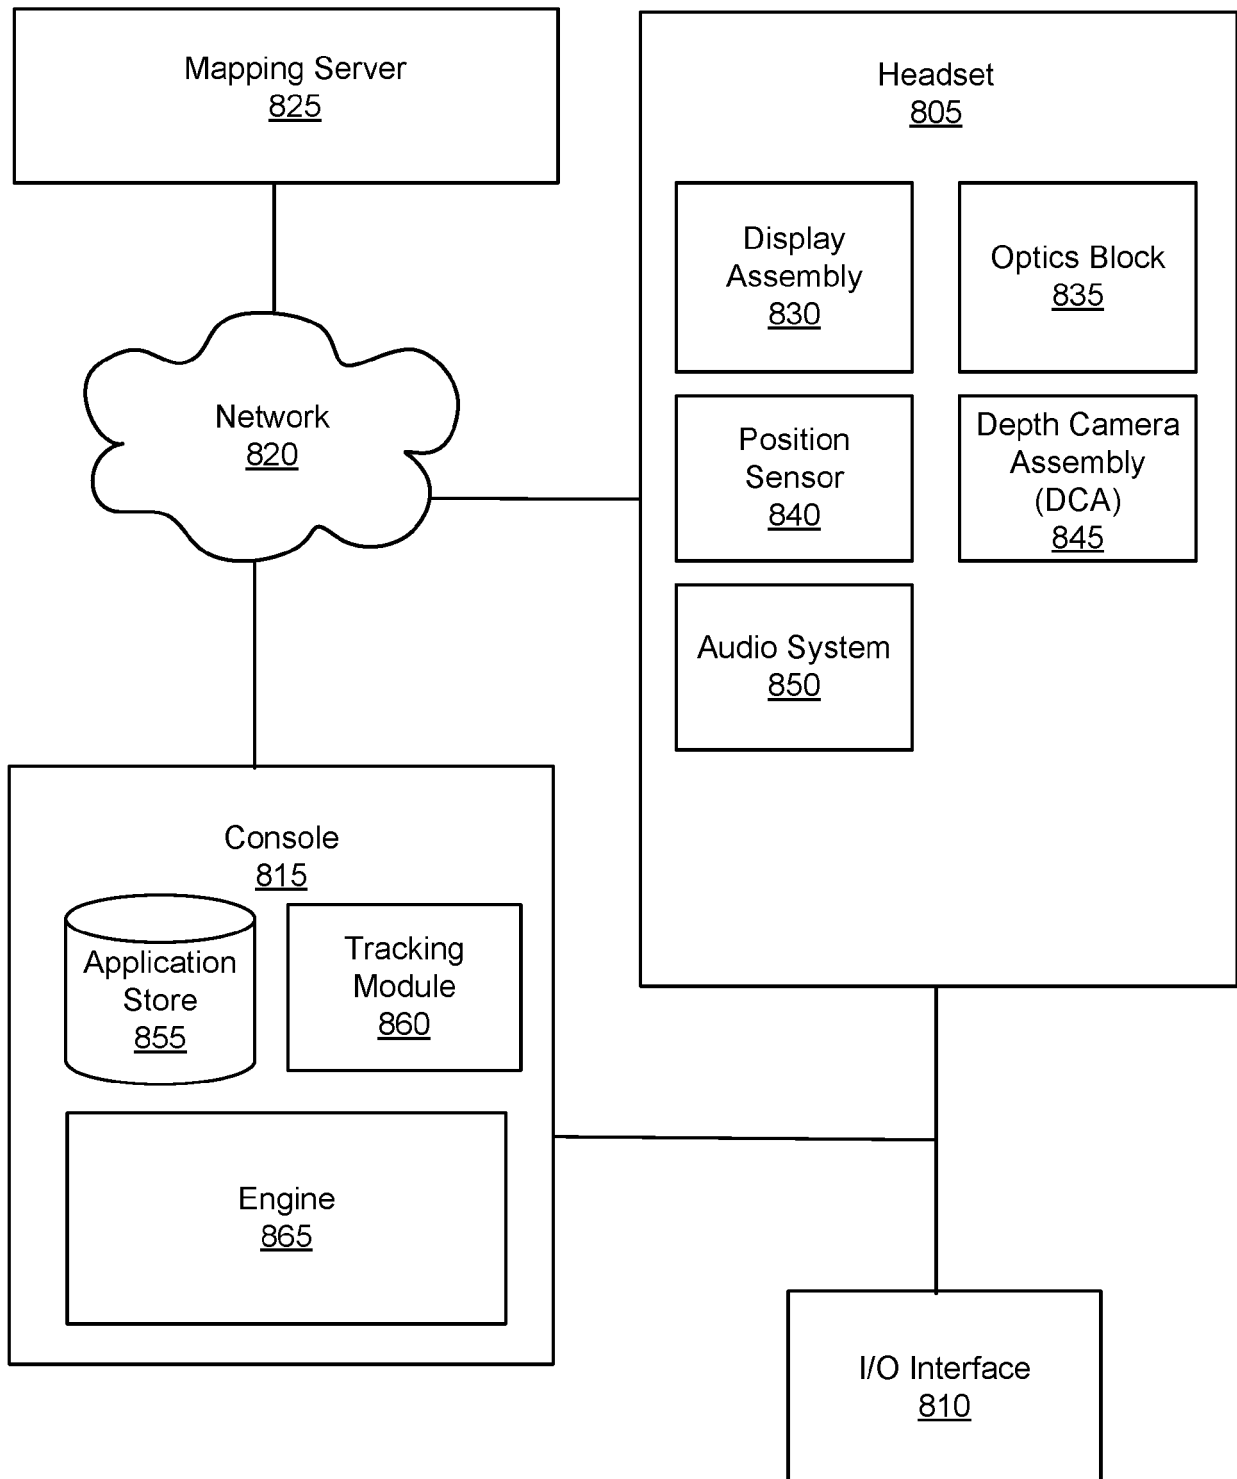 Mapping Server
825
Headset
805
Display
Assembly
830
Optics Block
835
Position
Sensor
840
Depth Camera
Assembly
(DCA)
845
Audio System
850
Network
820
Console
815
Application
Store
855
Tracking
Module
860
Engine
865
I/O Interface
810